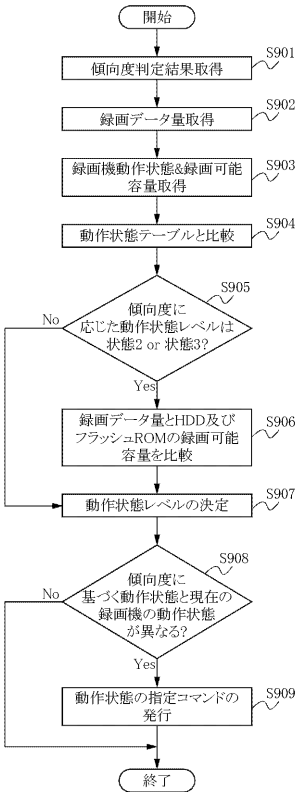 開始
S901
傾向度判定結果取得
S902
録画データ量取得
S903
録画機動作状態&録画可能
容量取得
S904
動作状態テーブルと比較
S905
傾向度に
応じた動作状態レベルは
状態2 or 状態3?
No
Yes
S906
録画データ量とHDD及び
フラッシュROMの録画可能
容量を比較
S907
動作状態レベルの決定
S908
傾向度に
基づく動作状態と現在の
録画機の動作状態
が異なる?
No
Yes
S909
動作状態の指定コマンドの
発行
終了